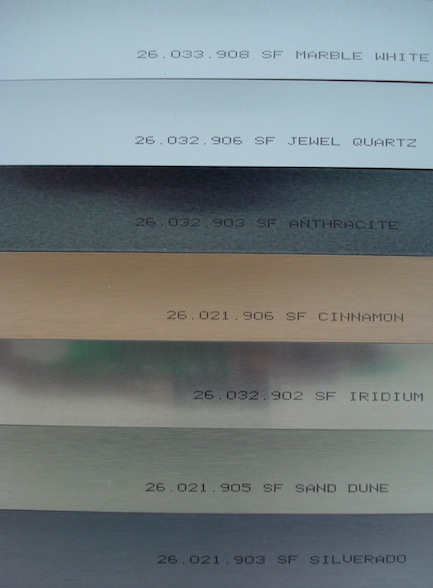 26.033.908 SF MARBLE WHITE
26.032.906 SF JEWEL QUARTZ
26.032.903 SF ANTHRACITE
26.021.906 SF CINNAMON
26.032.902 SF IRIDIUM
26.021.905 SF SAND DUNE
26.021.903 SF SILVERADO